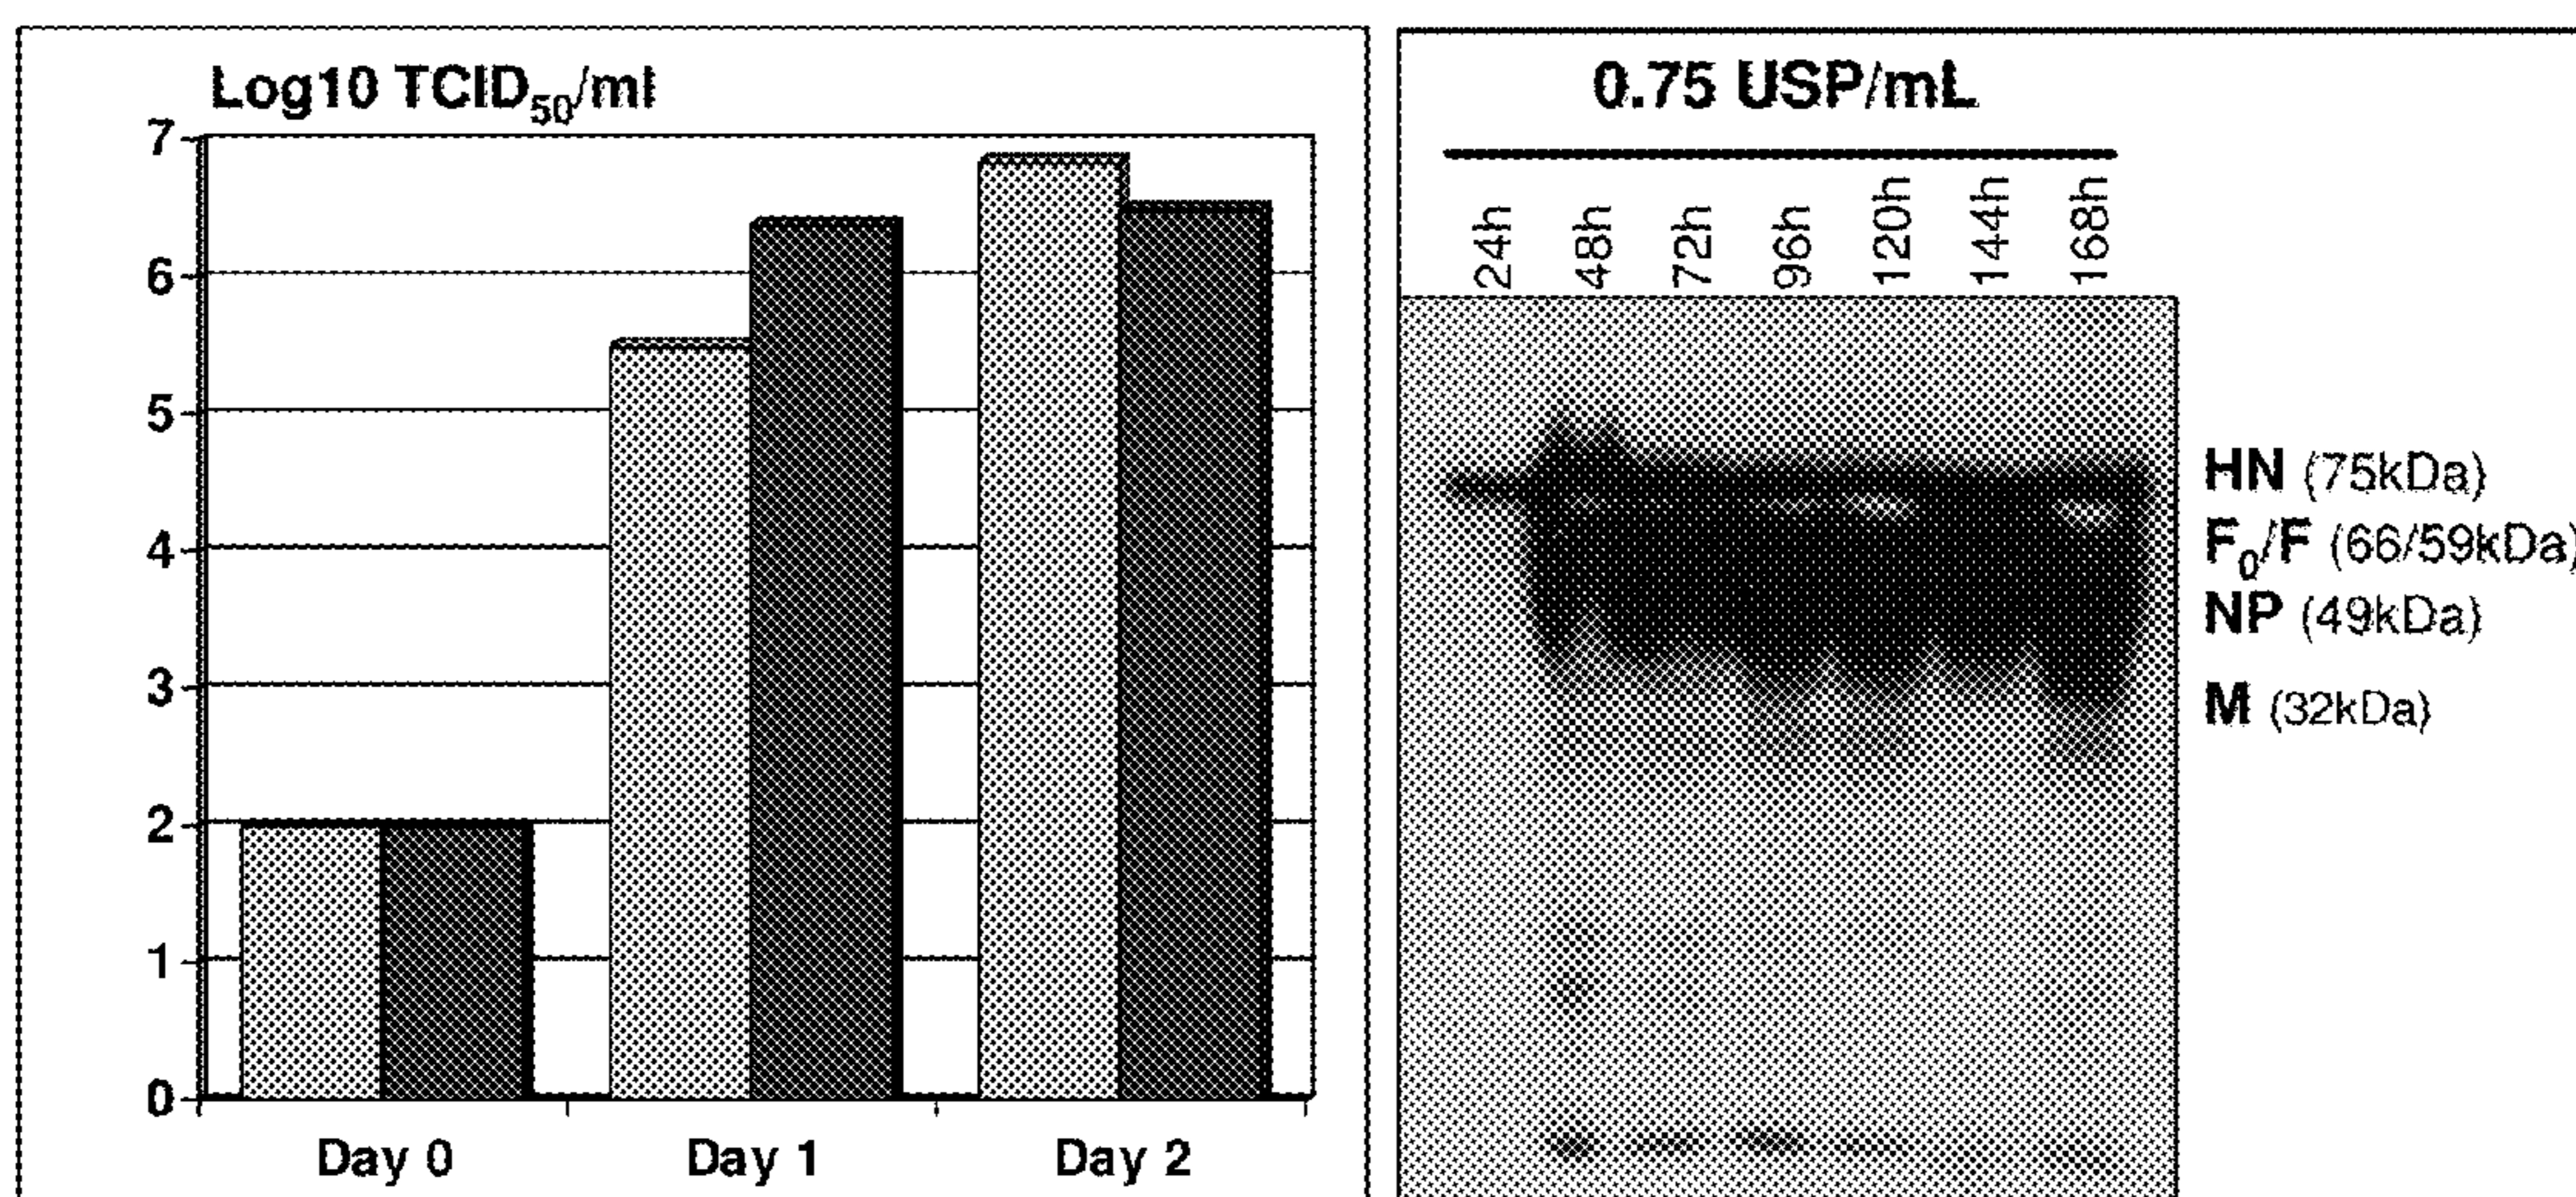 Log10 TCID₅₀/ml
7
6
5
4
3
2
1
0
Day 0 Day 1 Day 2
0.75 USP/mL
24h 48h 72h 96h 120h 144h 168h
HN (75kDa)
F₀/F (66/59kDa)
NP (49kDa)
M (32kDa)